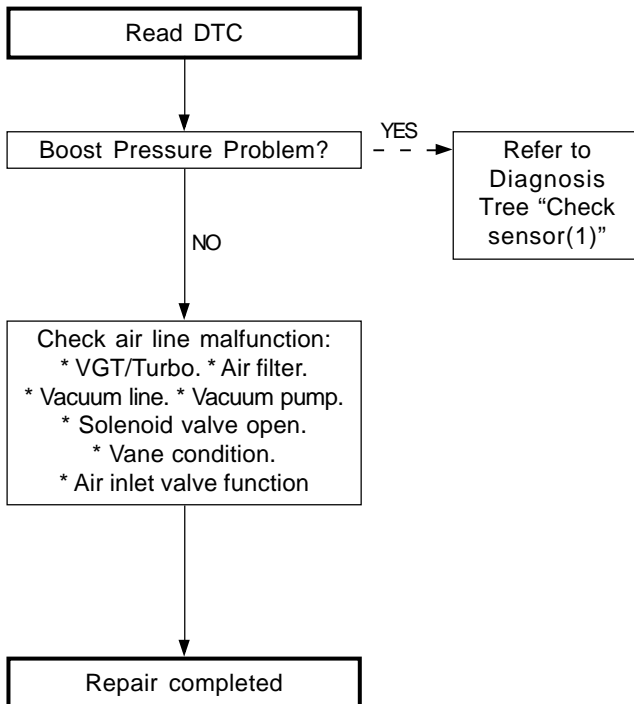 Read DTC
Boost Pressure Problem?
YES
Refer to
Diagnosis
Tree “Check
sensor(1)”
NO
Check air line malfunction:
* VGT/Turbo. * Air filter.
* Vacuum line. * Vacuum pump.
* Solenoid valve open.
* Vane condition.
* Air inlet valve function
Repair completed